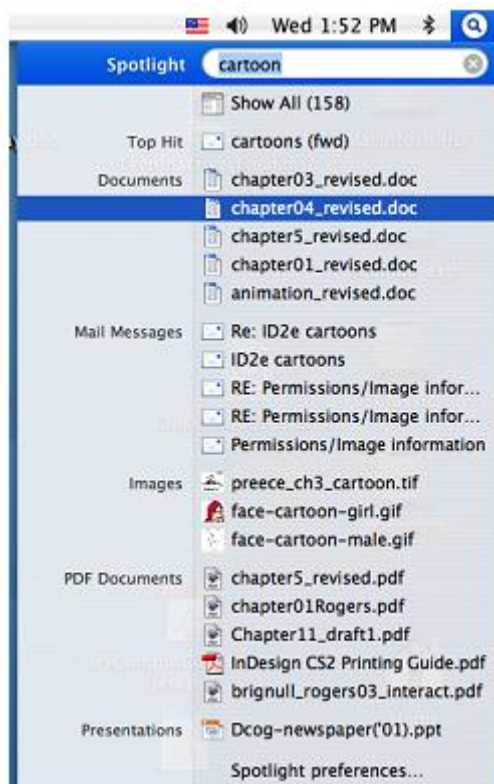 Wed 1:52 PM
Spotlight cartoon
Show All (158)
Top Hit cartoons (fwd)
Documents chapter03_revised.doc
chapter04_revised.doc
chapter5_revised.doc
chapter01_revised.doc
animation_revised.doc
Mail Messages Re: ID2e cartoons
ID2e cartoons
RE: Permissions/Image infor...
RE: Permissions/Image infor...
Permissions/Image information
Images preece_ch3_cartoon.tif
face-cartoon-girl.gif
face-cartoon-male.gif
PDF Documents chapter5_revised.pdf
chapter01Rogers.pdf
Chapter11_draft1.pdf
InDesign CS2 Printing Guide.pdf
brignull_rogers03_interact.pdf
Presentations Dcog-newspaper('01).ppt
Spotlight preferences...